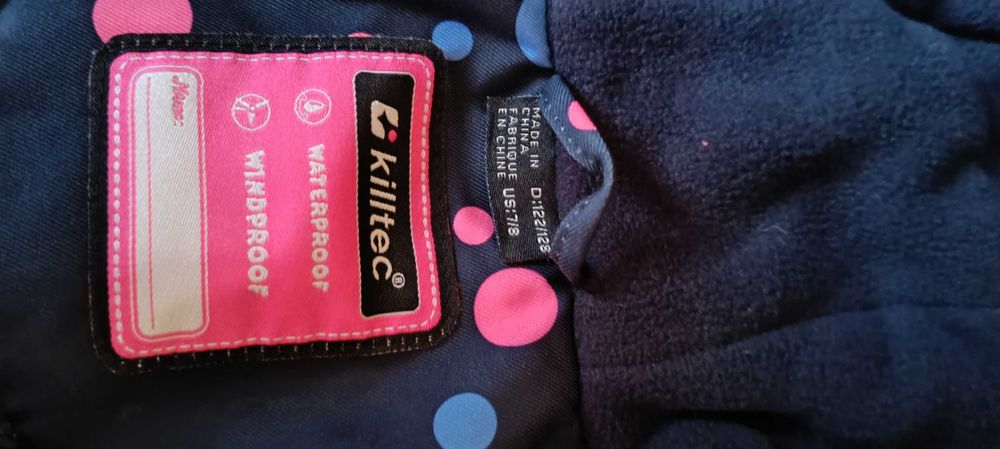 killtec®
WATERPROOF
WINDPROOF
Name:
MADE IN
CHINA
FABRIQUE
EN CHINE
D:122/128
US:7/8